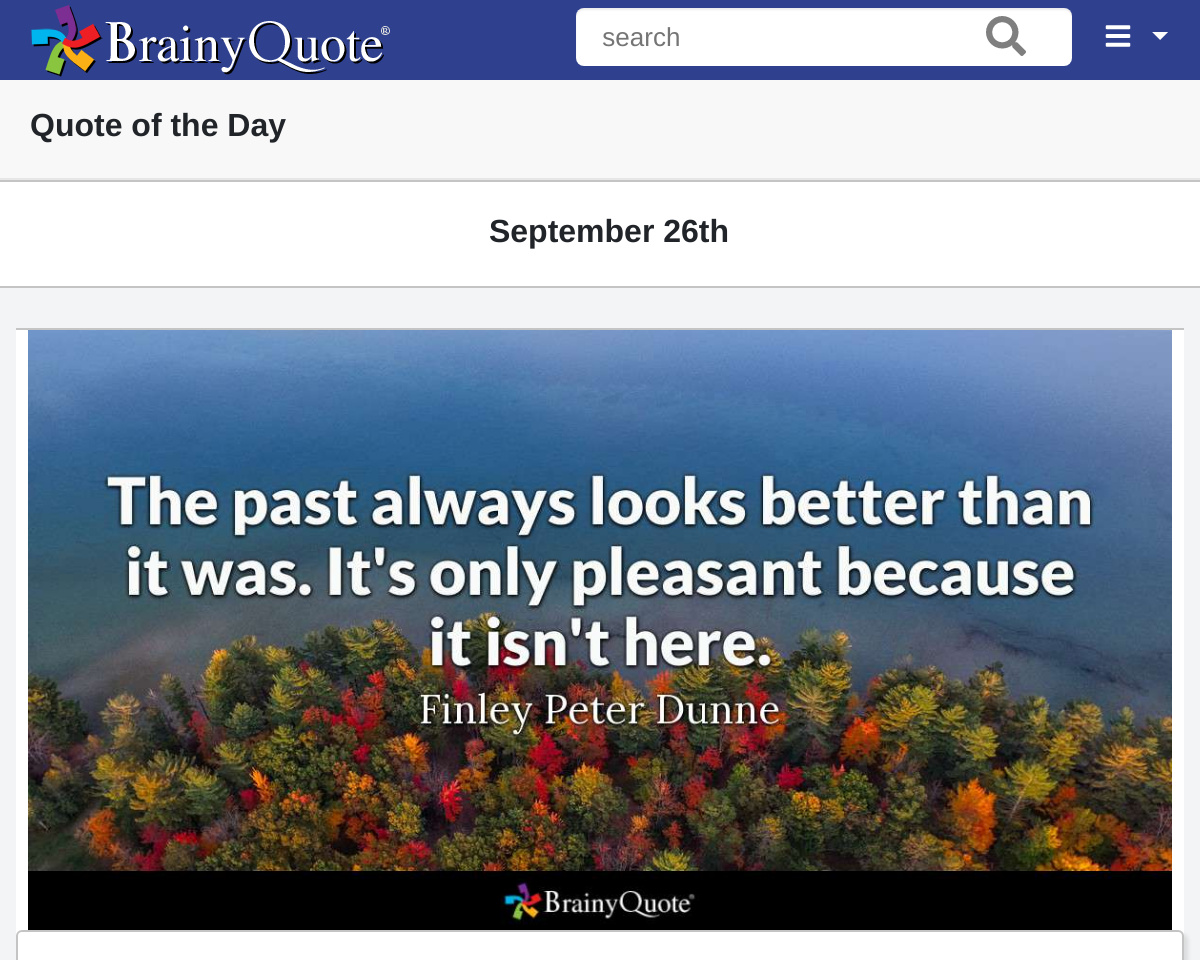 BrainyQuote®
search
Quote of the Day
September 26th
The past always looks better than
it was. It's only pleasant because
it isn't here.
Finley Peter Dunne
BrainyQuote®